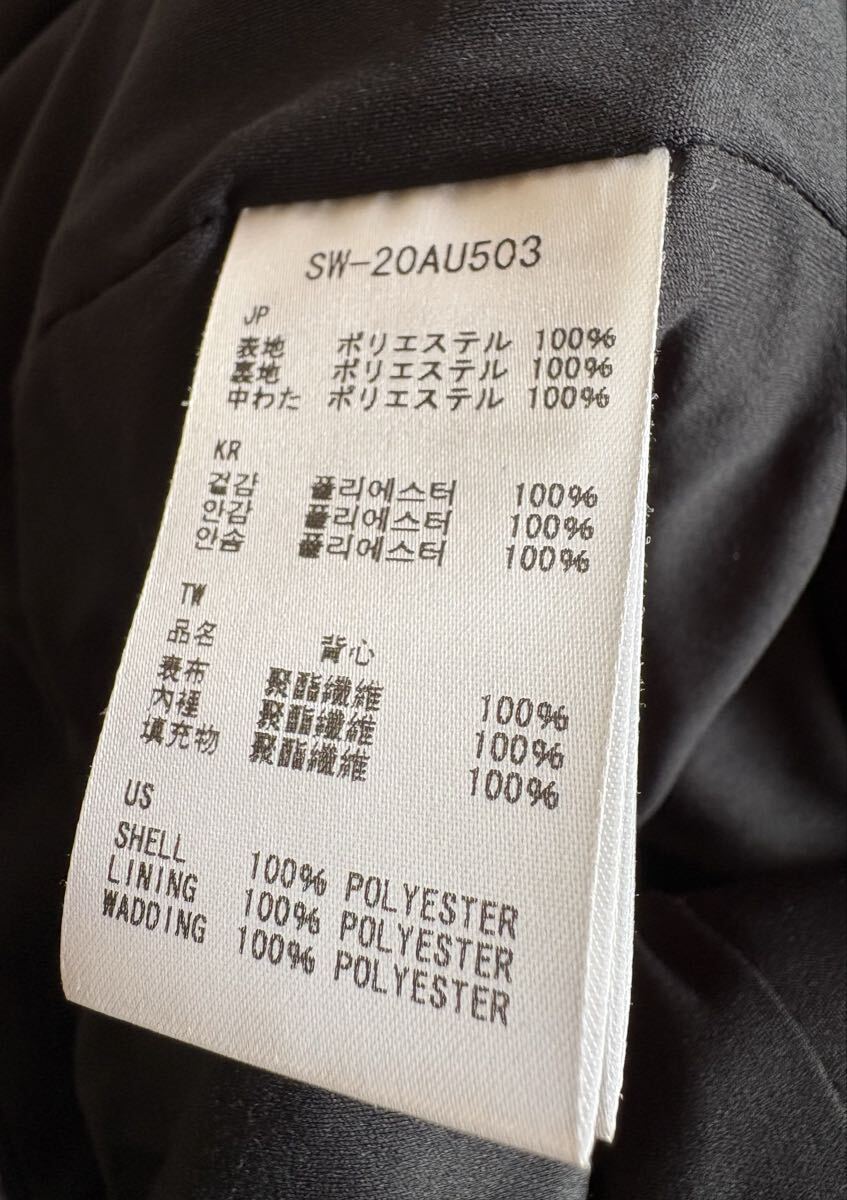 SW-20AU503
JP
表地 ポリエステル 100%
裏地 ポリエステル 100%
中わた ポリエステル 100%
KR
겉감 폴리에스터 100%
안감 폴리에스터 100%
안솜 폴리에스터 100%
TW
品名 背心
表布 聚酯纖維 100%
內裡 聚酯纖維 100%
填充物 聚酯纖維 100%
US
SHELL 100% POLYESTER
LINING 100% POLYESTER
WADDING 100% POLYESTER